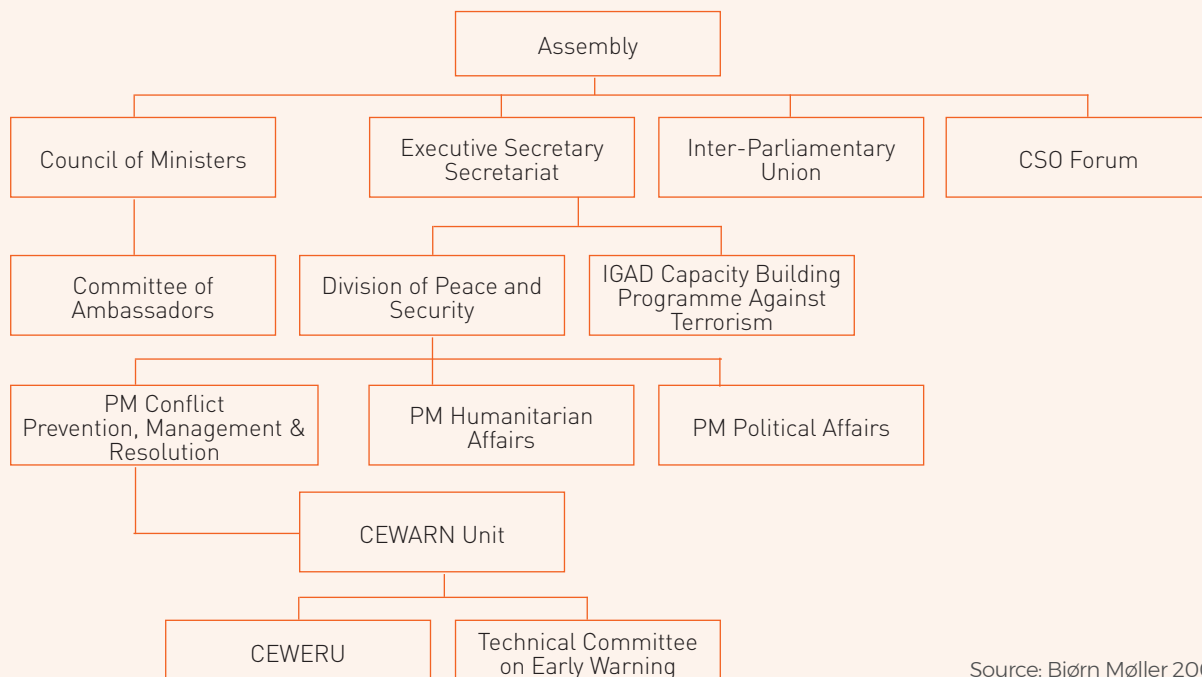 Assembly
Council of Ministers
Executive Secretary
Secretariat
Inter-Parliamentary
Union
CSO Forum
Committee of
Ambassadors
Division of Peace and
Security
IGAD Capacity Building
Programme Against
Terrorism
PM Conflict
Prevention, Management &
Resolution
PM Humanitarian
Affairs
PM Political Affairs
CEWARN Unit
CEWERU
Technical Committee
on Early Warning
Source: Bjørn Møller